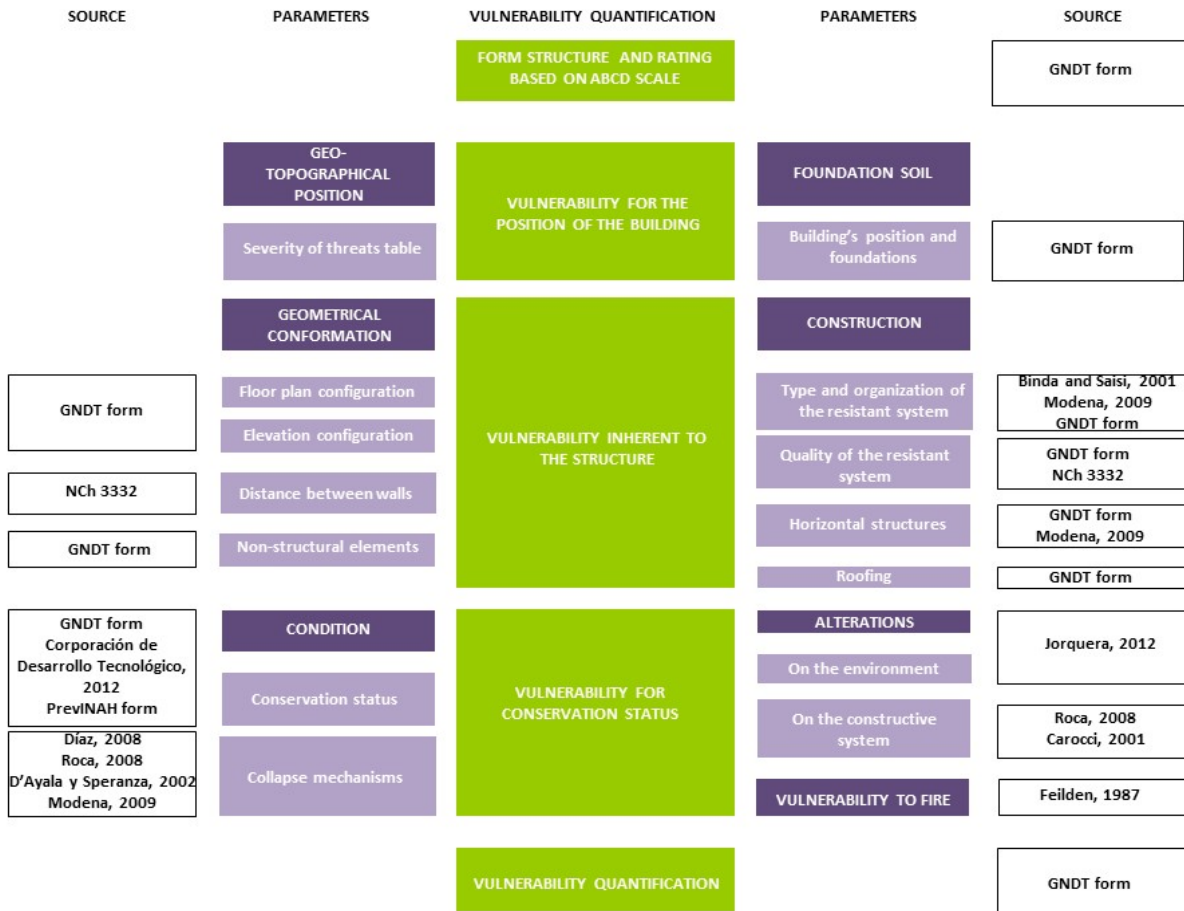 SOURCE
PARAMETERS
VULNERABILITY QUANTIFICATION
PARAMETERS
SOURCE
FORM STRUCTURE AND RATING
BASED ON ABCD SCALE
GNDT form
GEO-
TOPOGRAPHICAL
POSITION
Severity of threats table
VULNERABILITY FOR THE
POSITION OF THE BUILDING
FOUNDATION SOIL
Building's position and
foundations
GNDT form
GEOMETRICAL
CONFORMATION
GNDT form
Floor plan configuration
Elevation configuration
NCh 3332
Distance between walls
GNDT form
Non-structural elements
VULNERABILITY INHERENT TO
THE STRUCTURE
CONSTRUCTION
Type and organization of
the resistant system
Binda and Saisi, 2001
Modena, 2009
GNDT form
Quality of the resistant
system
GNDT form
NCh 3332
Horizontal structures
GNDT form
Modena, 2009
Roofing
GNDT form
GNDT form
Corporación de
Desarrollo Tecnológico,
2012
PrevINAH form
CONDITION
Conservation status
Díaz, 2008
Roca, 2008
D'Ayala y Speranza, 2002
Modena, 2009
Collapse mechanisms
VULNERABILITY FOR
CONSERVATION STATUS
ALTERATIONS
On the environment
Jorquera, 2012
On the constructive
system
Roca, 2008
Carocci, 2001
VULNERABILITY TO FIRE
Feilden, 1987
VULNERABILITY QUANTIFICATION
GNDT form